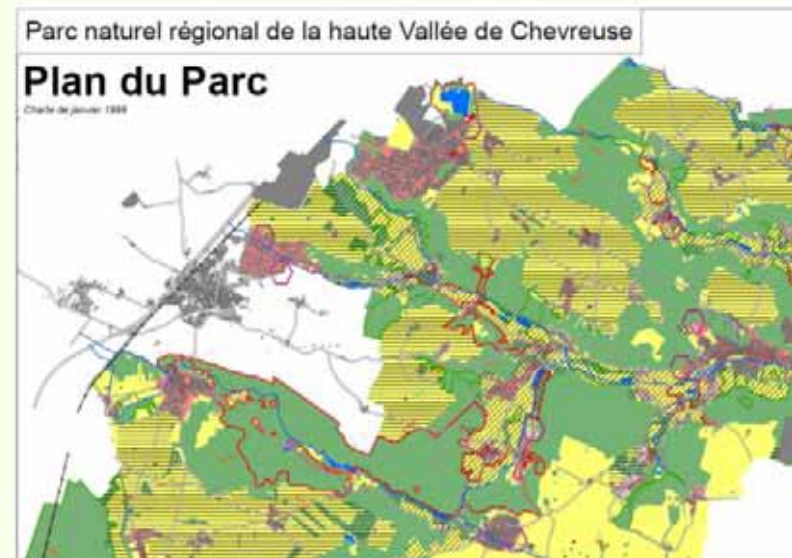 Parc naturel régional de la haute Vallée de Chevreuse
Plan du Parc
Charte de janvier 1999